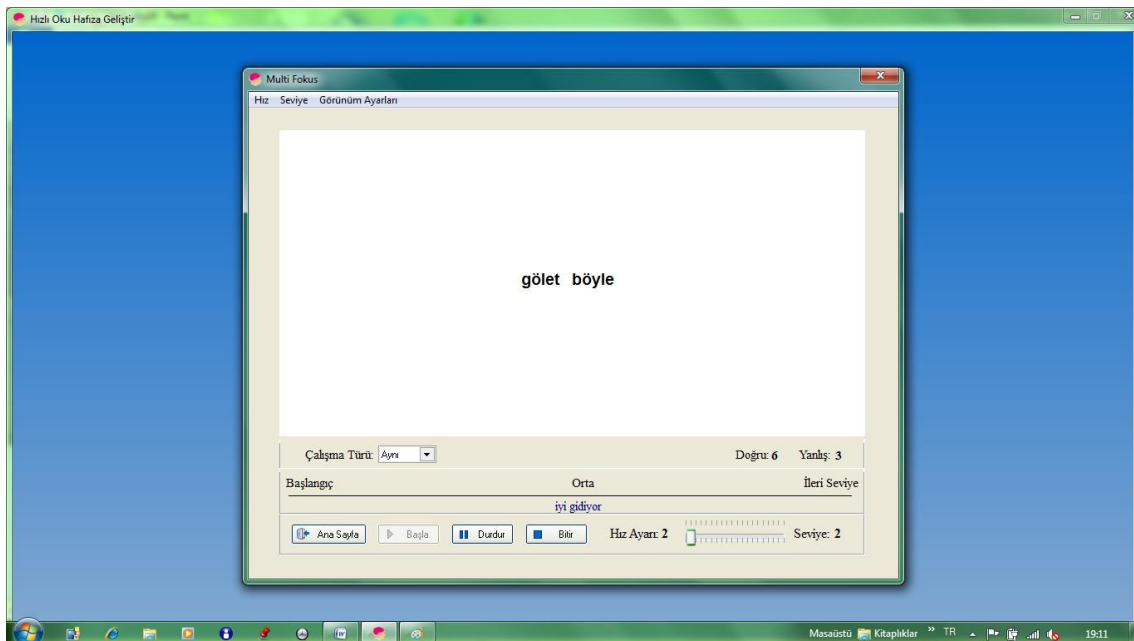 Hızlı Oku Hafıza Geliştir
Multi Fokus
Hız Seviye Görünüm Ayarları
gölet böyle
Çalışma Türü: Aynı Doğru: 6 Yanlış: 3
Başlangıç Orta İleri Seviye
iyi gidiyor
Ana Sayfa Başla Durdur Bitir Hız Ayarı: 2 Seviye: 2
Masaüstü Kitaplıklar » TR 19:11